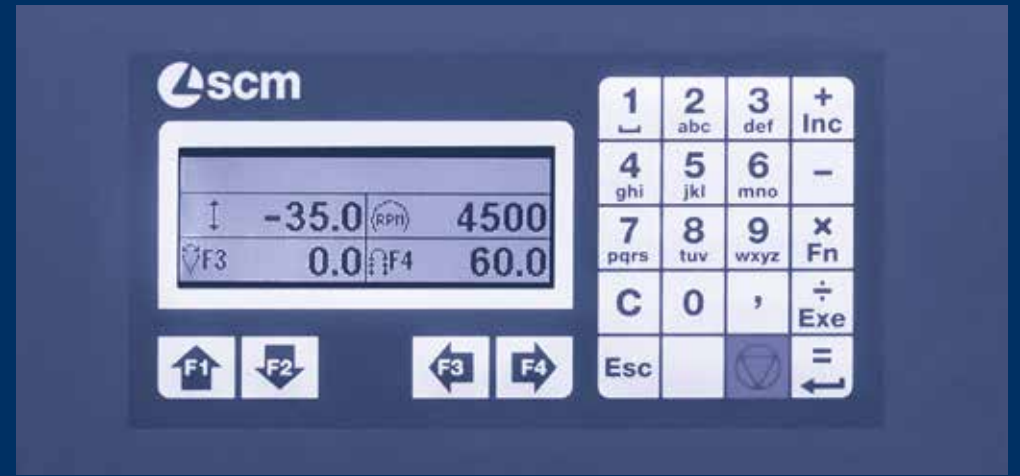 scm
-35.0 (RPM) 4500
F3 0.0 F4 60.0
F1 F2 F3 F4
1 2 3 +
abc def Inc
4 5 6 -
ghi jkl mno
7 8 9 ×
pqrs tuv wxyz Fn
C 0 , ÷
Exe
Esc =